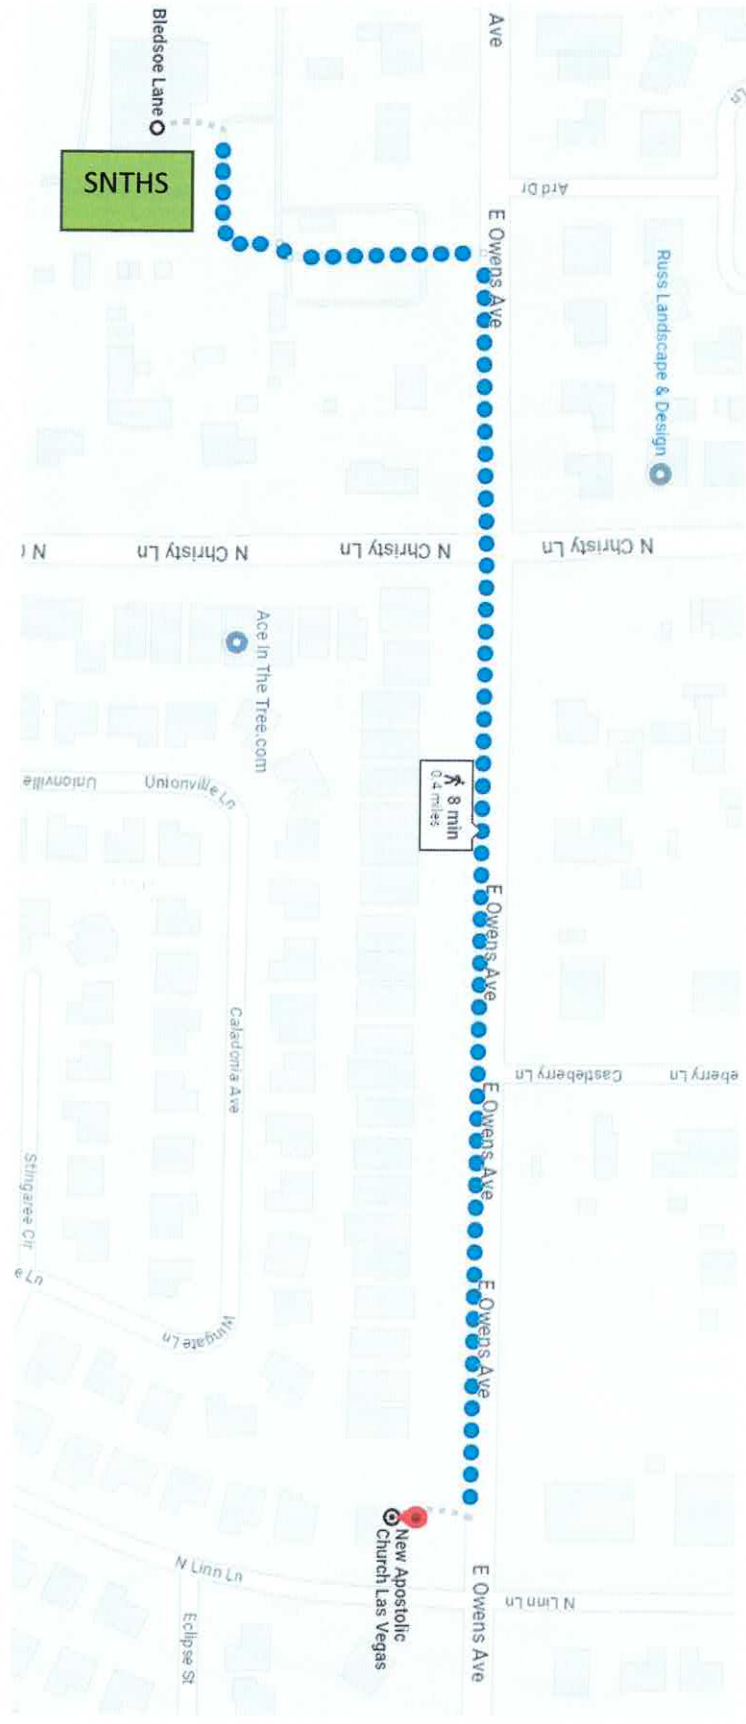 Ave
Bledsoe Lane
SNTHS
Ard Dr
E Owens Ave
Russ Landscape & Design
N Christy Ln
N Christy Ln
N Christy Ln
Ace In The Tree.com
Unionville
Unionville Ln
8 min
0.4 miles
E Owens Ave
Caladonia Ave
Castleberry Ln
eberry Ln
E Owens Ave
Stingaree Cir
e Ln
Wingate Ln
E Owens Ave
New Apostolic
Church Las Vegas
N Linn Ln
N Linn Ln
E Owens Ave
Eclipse St